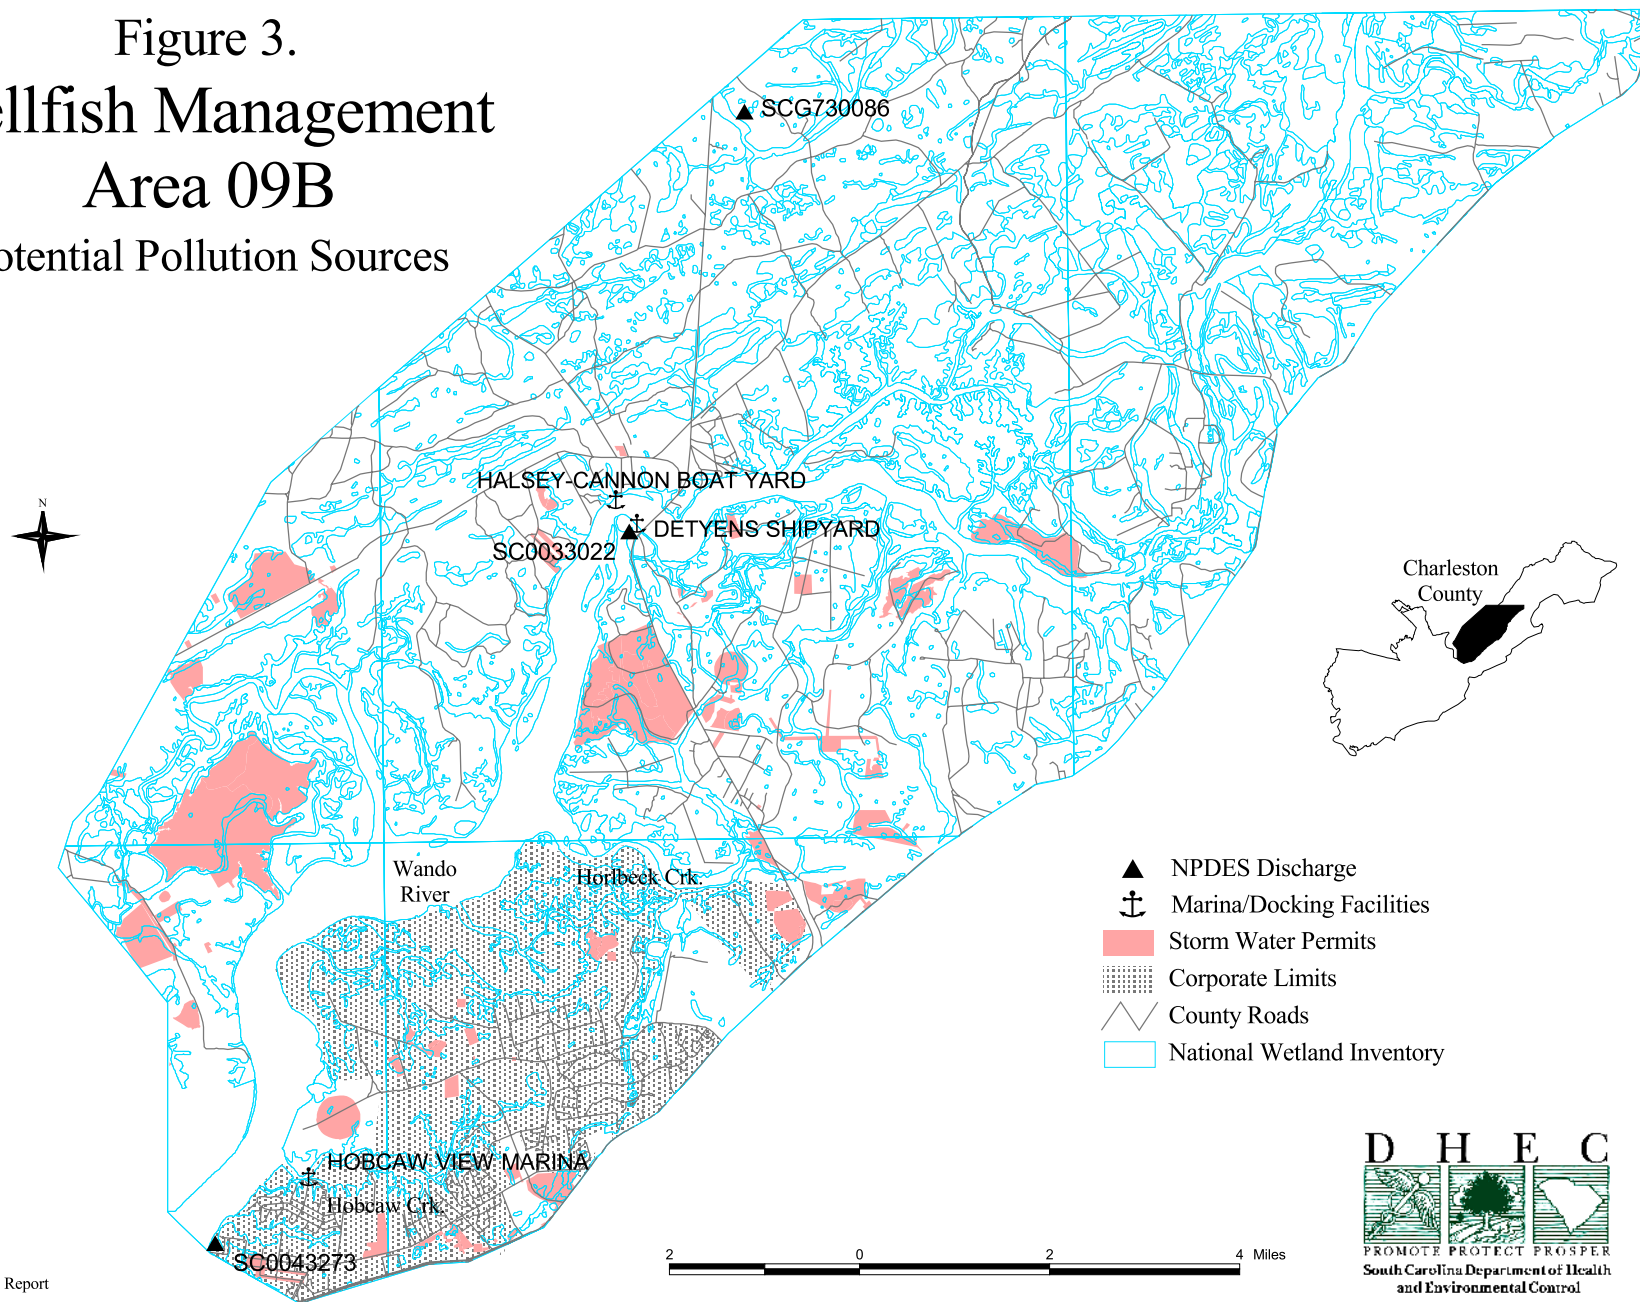 Figure 3.
ellfish Management
Area 09B
otential Pollution Sources
SCG730086
HALSEY-CANNON BOAT YARD
DETYENS SHIPYARD
SC0033022
N
Charleston
County
Wando
River
Horlbeck Crk.
NPDES Discharge
Marina/Docking Facilities
Storm Water Permits
Corporate Limits
County Roads
National Wetland Inventory
HOBCAW VIEW MARINA
Hobcaw Crk.
SC0043273
2 0 2 4 Miles
Report
D H E C
PROMOTE PROTECT PROSPER
South Carolina Department of Health
and Environmental Control